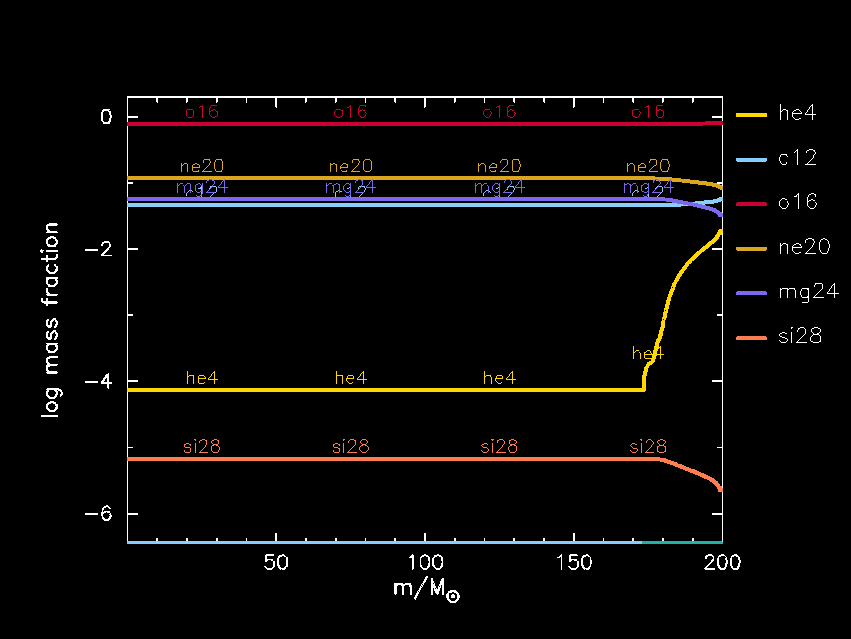 o16 o16 o16 o16
ne20 ne20 ne20 ne20
mg24 mg24 mg24 mg24
he4
he4 he4 he4
si28 si28 si28 si28
0
−2
−4
−6
log mass fraction
50 100 150 200
m/M⊙
he4
c12
o16
ne20
mg24
si28